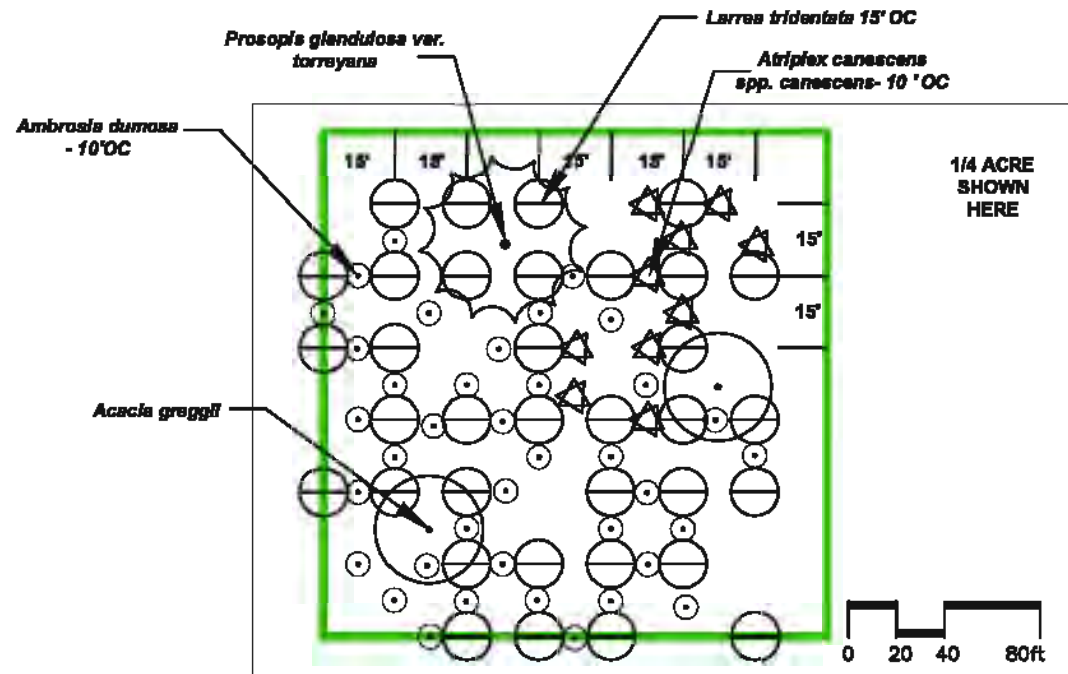 Larrea tridentata 15' OC
Prosopis glandulosa var.
torreyana
Atriplex canescens
spp. canescens- 10 ' OC
Ambrosia dumosa
- 10'OC
15' 15' 15' 15' 15'
1/4 ACRE
SHOWN
HERE
15'
15'
Acacia greggii
0 20 40 80ft